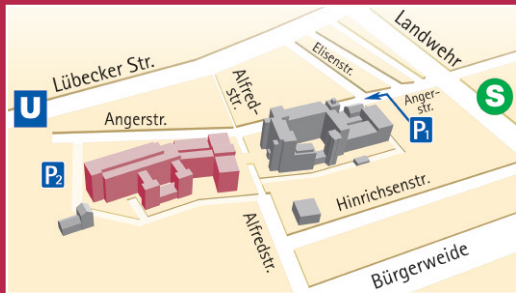 Landwehr
Elisenstr.
Lübecker Str.
Alfred-
str.
S
U
Angerstr.
Anger-
str.
P1
P2
Hinrichsenstr.
Alfredstr.
Bürgerweide